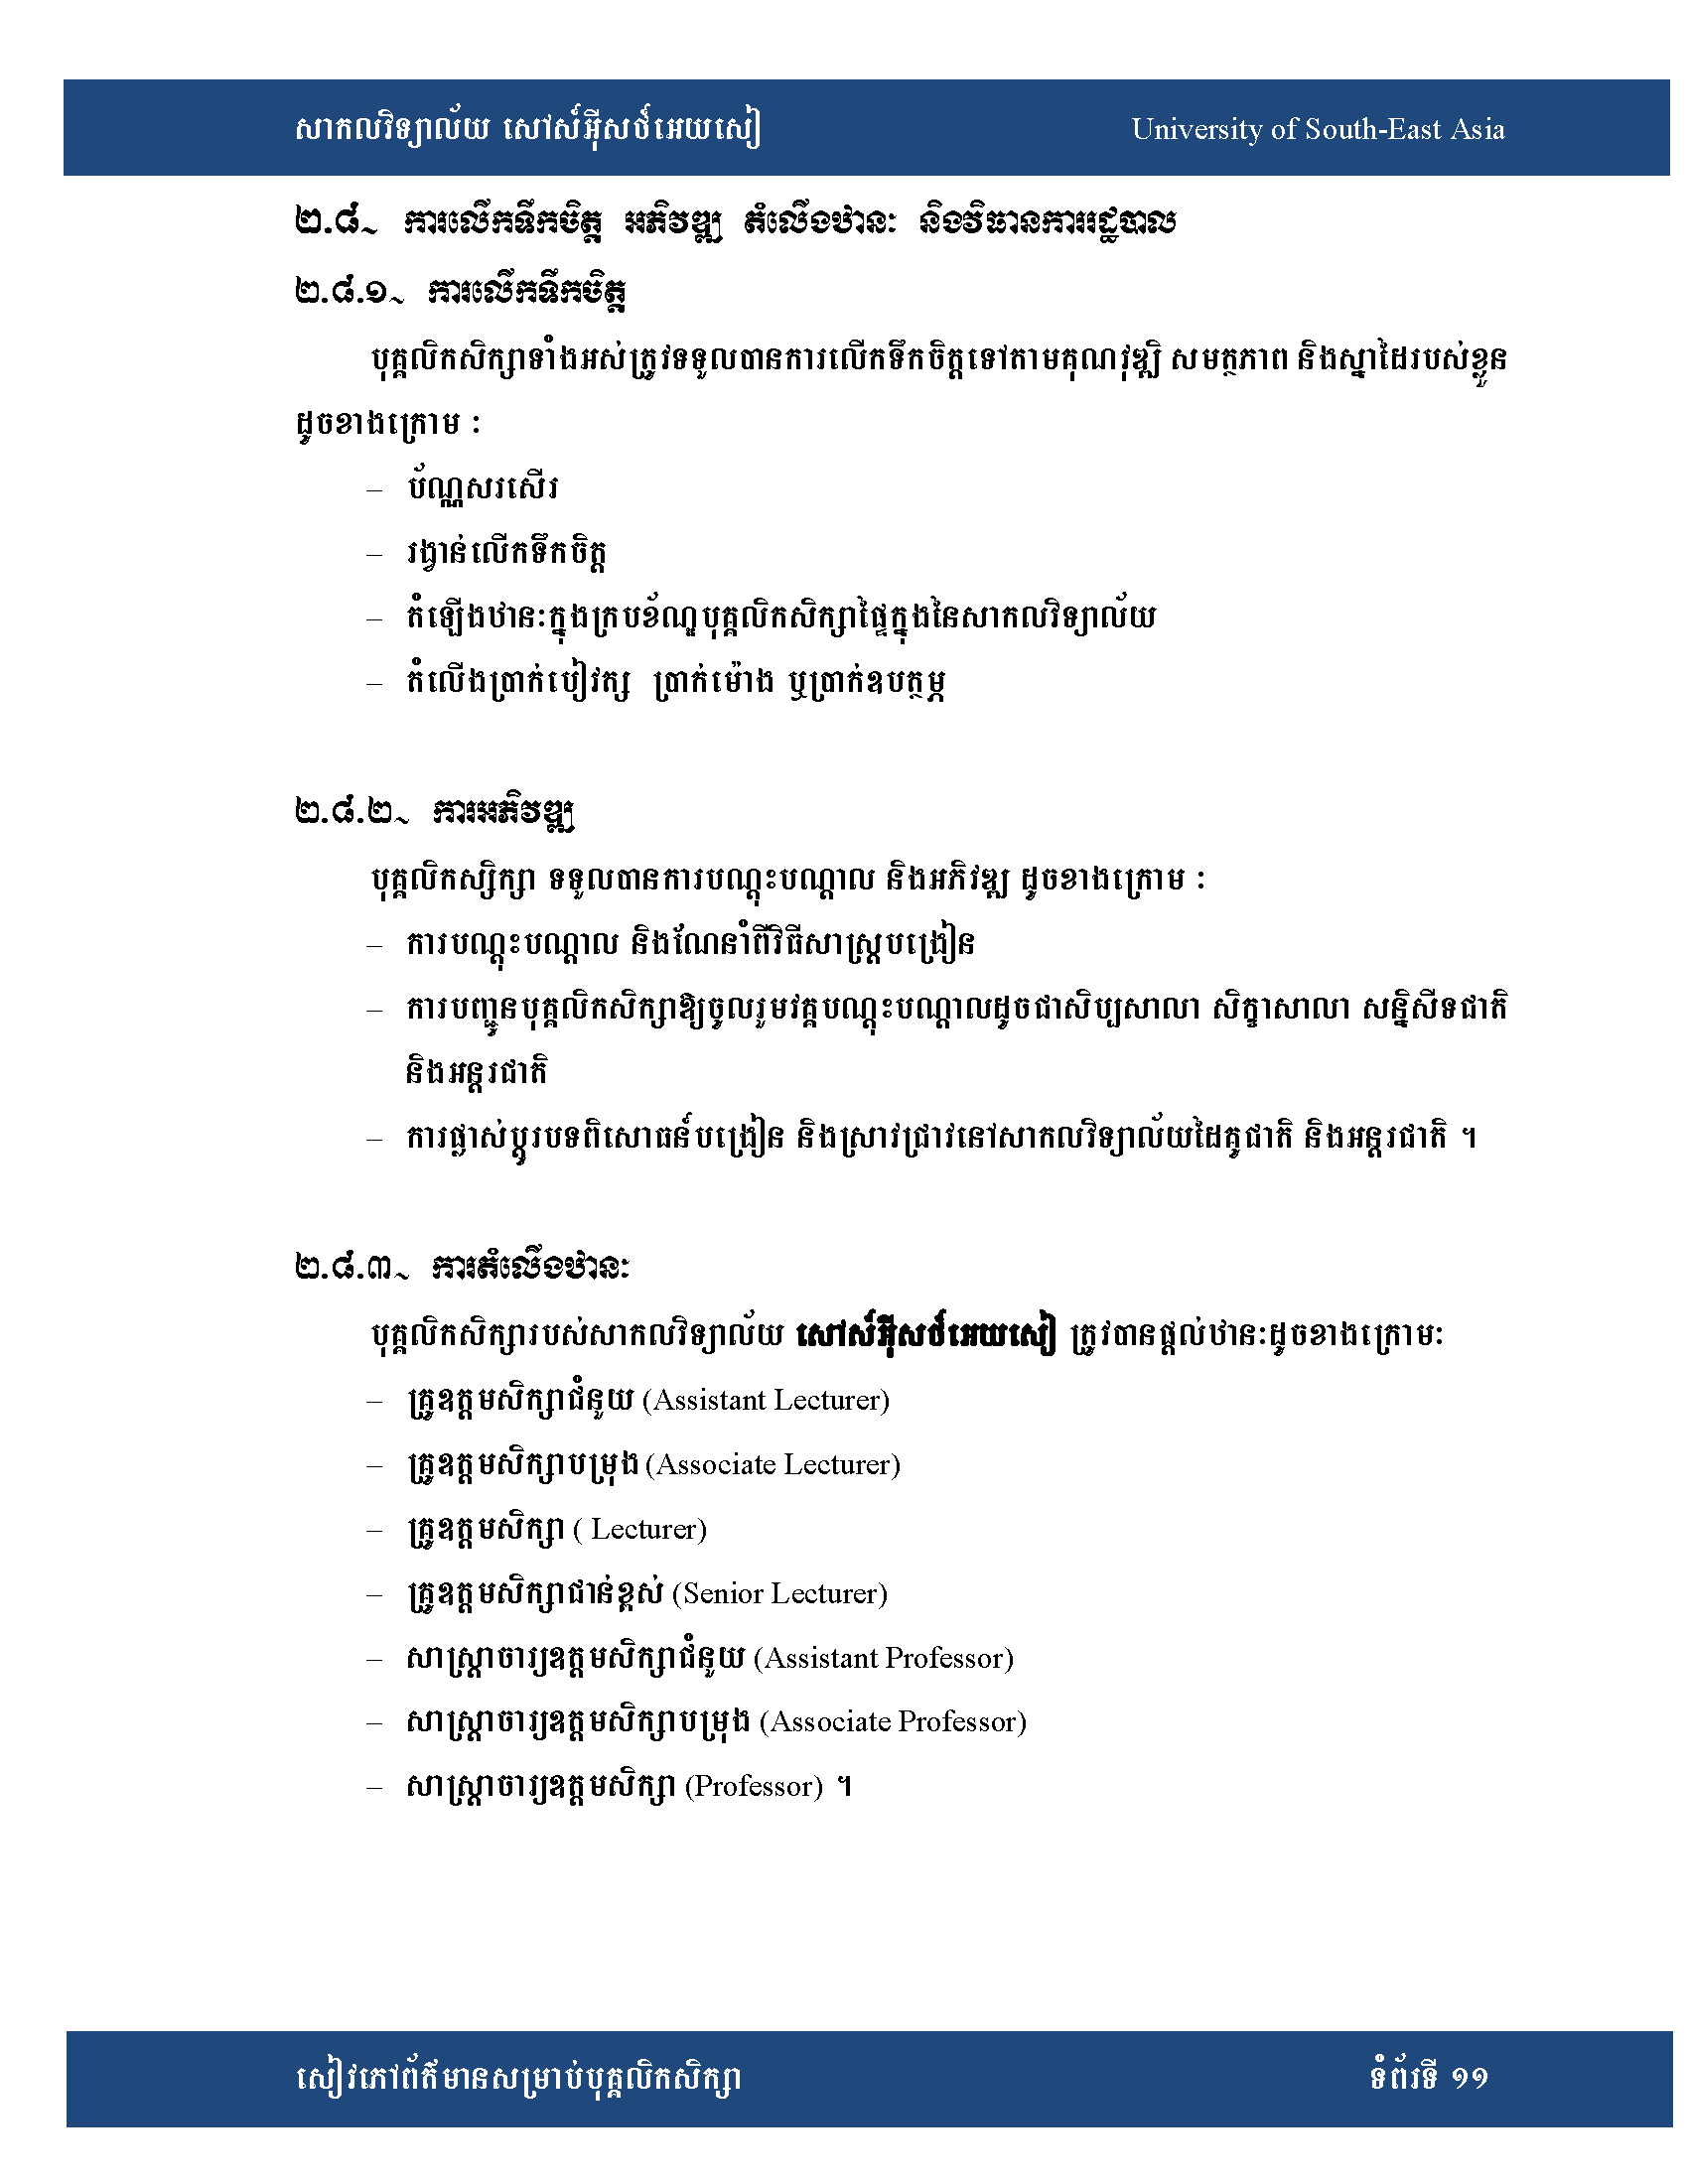 សាកលវិទ្យាល័យ សៅស៍អ៊ីសថ៍អេយសៀ University of South-East Asia
២.៨~ ការលើកទឹកចិត្ត អភិវឌ្ឍ តំលើងឋានៈ និងវិធានការរដ្ឋបាល
២.៨.១~ ការលើកទឹកចិត្ត
បុគ្គលិកសិក្សាទាំងអស់ត្រូវទទួលបានការលើកទឹកចិត្តទៅតាមគុណវុឌ្ឍិ សមត្ថភាព និងស្នាដៃរបស់ខ្លួន
ដូចខាងក្រោម ៖
– ប័ណ្ណសរសើរ
– រង្វាន់លើកទឹកចិត្ត
– តំឡើងឋានៈក្នុងក្របខ័ណ្ឌបុគ្គលិកសិក្សាផ្ទៃក្នុងនៃសាកលវិទ្យាល័យ
– តំលើងប្រាក់បៀវត្ស ប្រាក់ម៉ោង ឬប្រាក់ឧបត្ថម្ភ
២.៨.២~ ការអភិវឌ្ឍ
បុគ្គលិកស្សិក្សា ទទួលបានការបណ្តុះបណ្តាល និងអភិវឌ្ឍ ដូចខាងក្រោម ៖
– ការបណ្តុះបណ្តាល និងណែនាំពីវិធីសាស្ត្របង្រៀន
– ការបញ្ជូនបុគ្គលិកសិក្សាឱ្យចូលរួមវគ្គបណ្តុះបណ្តាលដូចជាសិប្បសាលា សិក្ខាសាលា សន្និសីទជាតិ
និងអន្តរជាតិ
– ការផ្លាស់ប្តូរបទពិសោធន៍បង្រៀន និងស្រាវជ្រាវនៅសាកលវិទ្យាល័យដៃគូជាតិ និងអន្តរជាតិ ។
២.៨.៣~ ការតំលើងឋានៈ
បុគ្គលិកសិក្សារបស់សាកលវិទ្យាល័យ សៅស៍អ៊ីសថ៍អេយសៀ ត្រូវបានផ្តល់ឋានៈដូចខាងក្រោមៈ
– គ្រូឧត្តមសិក្សាជំនួយ (Assistant Lecturer)
– គ្រូឧត្តមសិក្សាបម្រុង (Associate Lecturer)
– គ្រូឧត្តមសិក្សា ( Lecturer)
– គ្រូឧត្តមសិក្សាជាន់ខ្ពស់ (Senior Lecturer)
– សាស្ត្រាចារ្យឧត្តមសិក្សាជំនួយ (Assistant Professor)
– សាស្ត្រាចារ្យឧត្តមសិក្សាបម្រុង (Associate Professor)
– សាស្ត្រាចារ្យឧត្តមសិក្សា (Professor) ។
សៀវភៅព័ត៌មានសម្រាប់បុគ្គលិកសិក្សា ទំព័រទី ១១